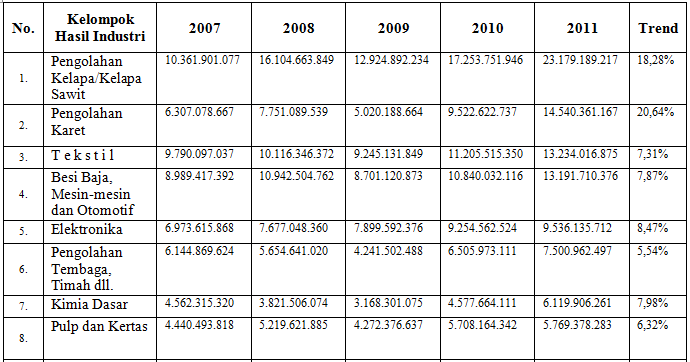 No. Kelompok Hasil Industri 2007 2008 2009 2010 2011 Trend
1. Pengolahan Kelapa/Kelapa Sawit 10.361.901.077 16.104.663.849 12.924.892.234 17.253.751.946 23.179.189.217 18,28%
2. Pengolahan Karet 6.307.078.667 7.751.089.539 5.020.188.664 9.522.622.737 14.540.361.167 20,64%
3. T e k s t i l 9.790.097.037 10.116.346.372 9.245.131.849 11.205.515.350 13.234.016.875 7,31%
4. Besi Baja, Mesin-mesin dan Otomotif 8.989.417.392 10.942.504.762 8.701.120.873 10.840.032.116 13.191.710.376 7,87%
5. Elektronika 6.973.615.868 7.677.048.360 7.899.592.376 9.254.562.524 9.536.135.712 8,47%
6. Pengolahan Tembaga, Timah dll. 6.144.869.624 5.654.641.020 4.241.502.488 6.505.973.111 7.500.962.497 5,54%
7. Kimia Dasar 4.562.315.320 3.821.506.074 3.168.301.075 4.577.664.111 6.119.906.261 7,98%
8. Pulp dan Kertas 4.440.493.818 5.219.621.885 4.272.376.637 5.708.164.342 5.769.378.283 6,32%